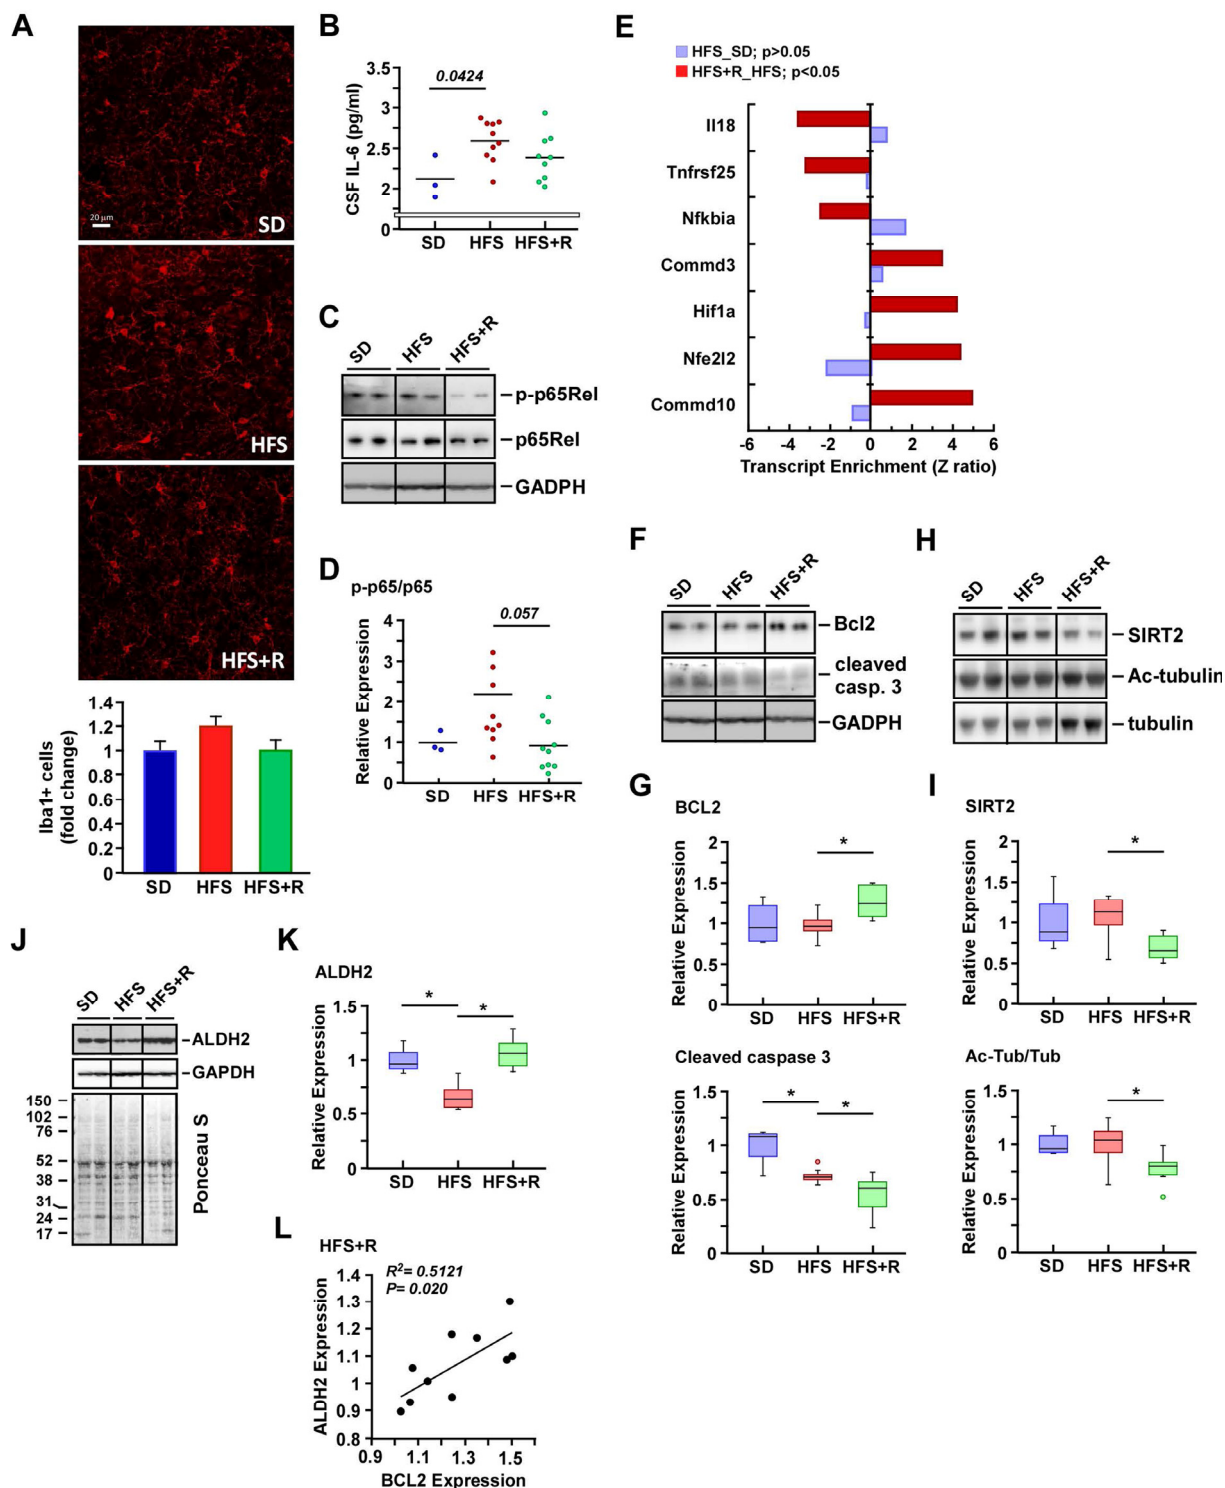 A
20 µm
SD
HFS
HFS+R
Iba1+ cells
(fold change)
1.4
1.2
1
0.8
0.6
0.4
0.2
0
SD HFS HFS+R
B
CSF IL-6 (pg/ml)
3.5
3
2.5
2
0
0.0424
SD HFS HFS+R
C
SD HFS HFS+R
p-p65Rel
p65Rel
GADPH
D
p-p65/p65
Relative Expression
4
3
2
1
0
0.057
SD HFS HFS+R
E
HFS_SD; p>0.05
HFS+R_HFS; p<0.05
Il18
Tnfrsf25
Nfkbia
Commd3
Hif1a
Nfe2l2
Commd10
-6 -4 -2 0 2 4 6
Transcript Enrichment (Z ratio)
F
SD HFS HFS+R
Bcl2
cleaved
casp. 3
GADPH
H
SD HFS HFS+R
SIRT2
Ac-tubulin
tubulin
G
BCL2
Relative Expression
2
1.5
1
0.5
0
*
SD HFS HFS+R
Cleaved caspase 3
Relative Expression
1.5
1
0.5
0
* *
SD HFS HFS+R
I
SIRT2
Relative Expression
2
1.5
1
0.5
0
*
SD HFS HFS+R
Ac-Tub/Tub
Relative Expression
1.5
1
0.5
0
*
SD HFS HFS+R
J
SD HFS HFS+R
ALDH2
GAPDH
150
102
76
52
38
31
24
17
Ponceau S
K
ALDH2
Relative Expression
1.5
1
0.5
0
* *
SD HFS HFS+R
L
HFS+R
R²= 0.5121
P= 0.020
ALDH2 Expression
1.4
1.3
1.2
1.1
1
0.9
0.8
0.9 1.1 1.3 1.5
BCL2 Expression